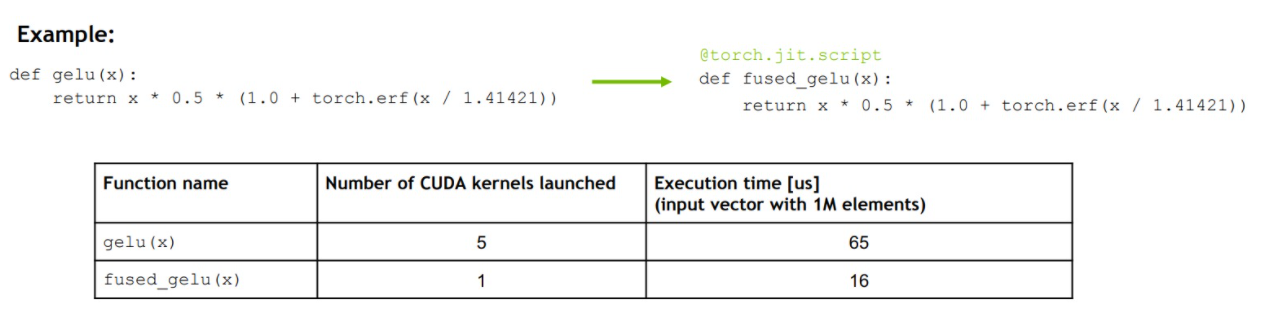 Example:
def gelu(x):
    return x * 0.5 * (1.0 + torch.erf(x / 1.41421))
@torch.jit.script
def fused_gelu(x):
    return x * 0.5 * (1.0 + torch.erf(x / 1.41421))
Function name Number of CUDA kernels launched Execution time [us]
(input vector with 1M elements)
gelu(x) 5 65
fused_gelu(x) 1 16